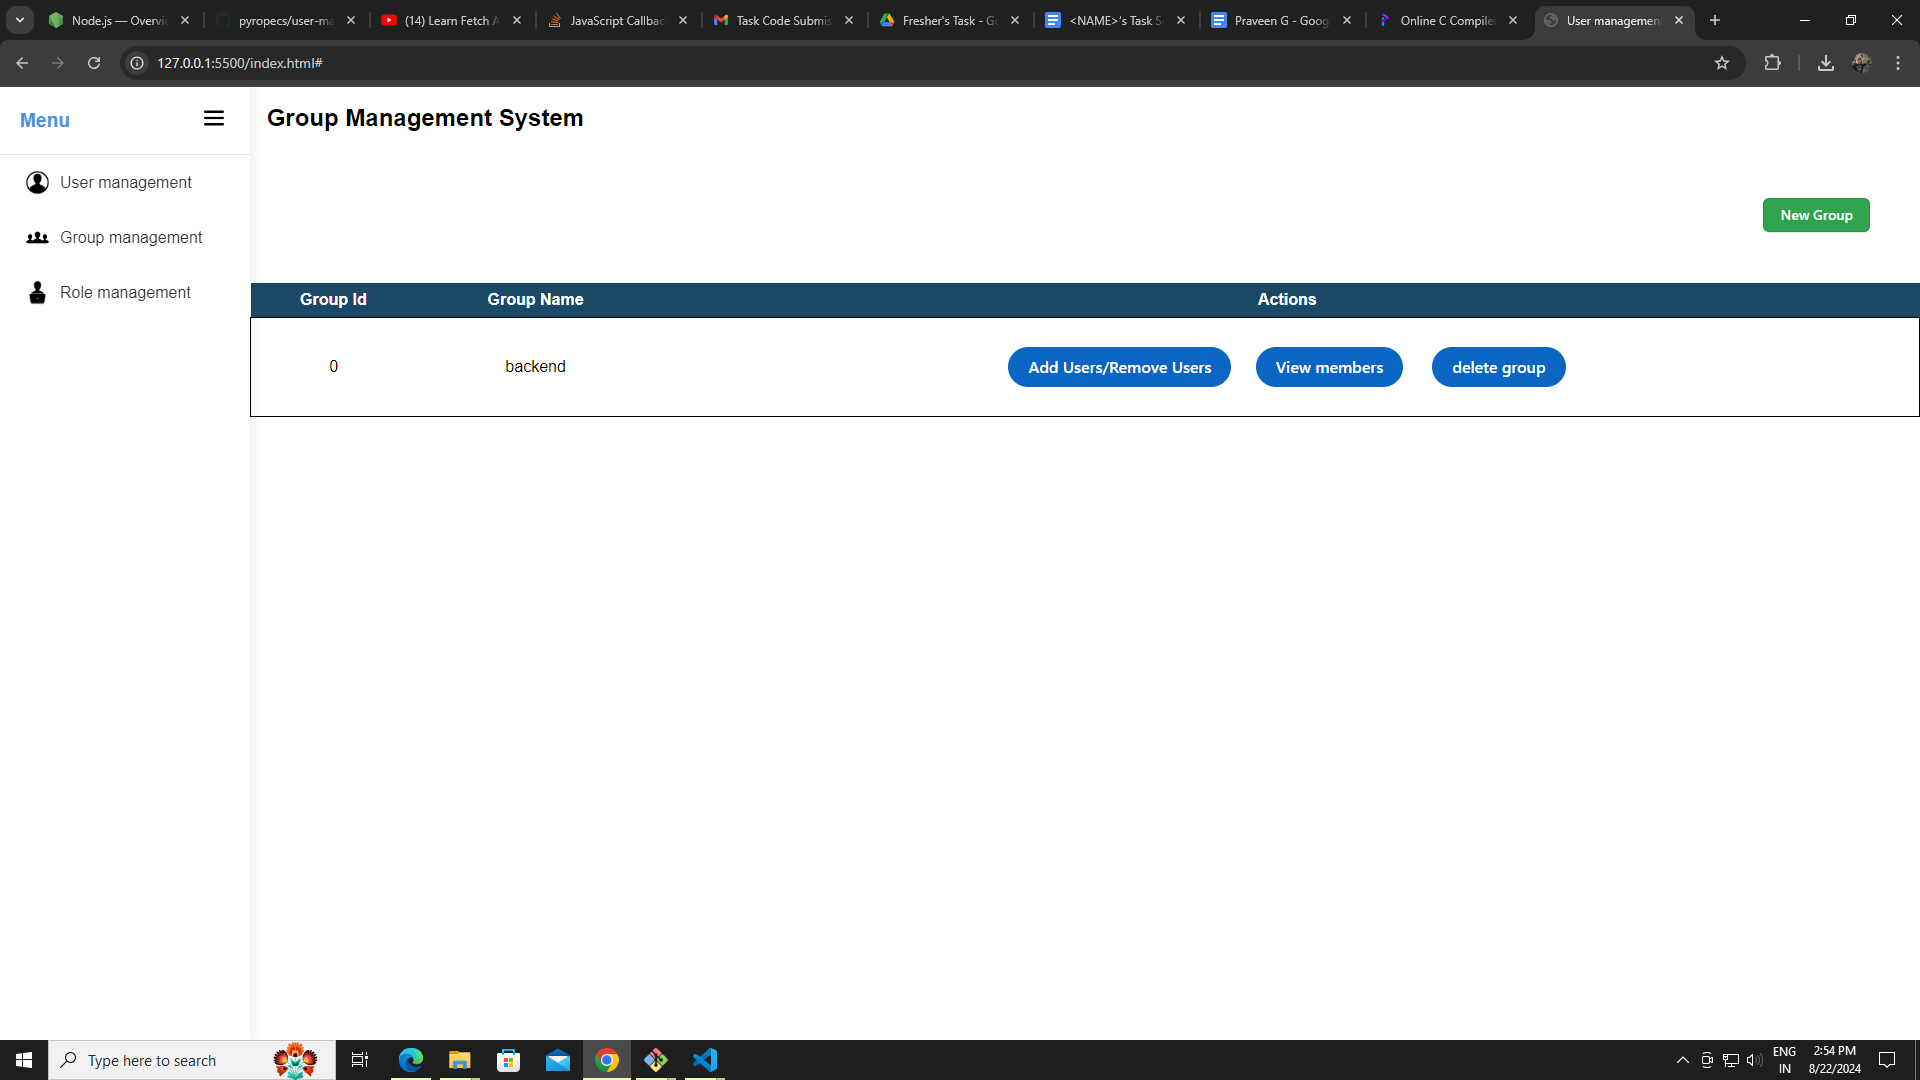 Node.js — Overvi
pyropecs/user-ma
(14) Learn Fetch A
JavaScript Callbac
Task Code Submis
Fresher's Task - Go
<NAME>'s Task S
Praveen G - Goog
Online C Compiler
User management
127.0.0.1:5500/index.html#
Menu
Group Management System
User management
Group management
Role management
New Group
Group Id
Group Name
Actions
0
backend
Add Users/Remove Users
View members
delete group
Type here to search
ENG
IN
2:54 PM
8/22/2024